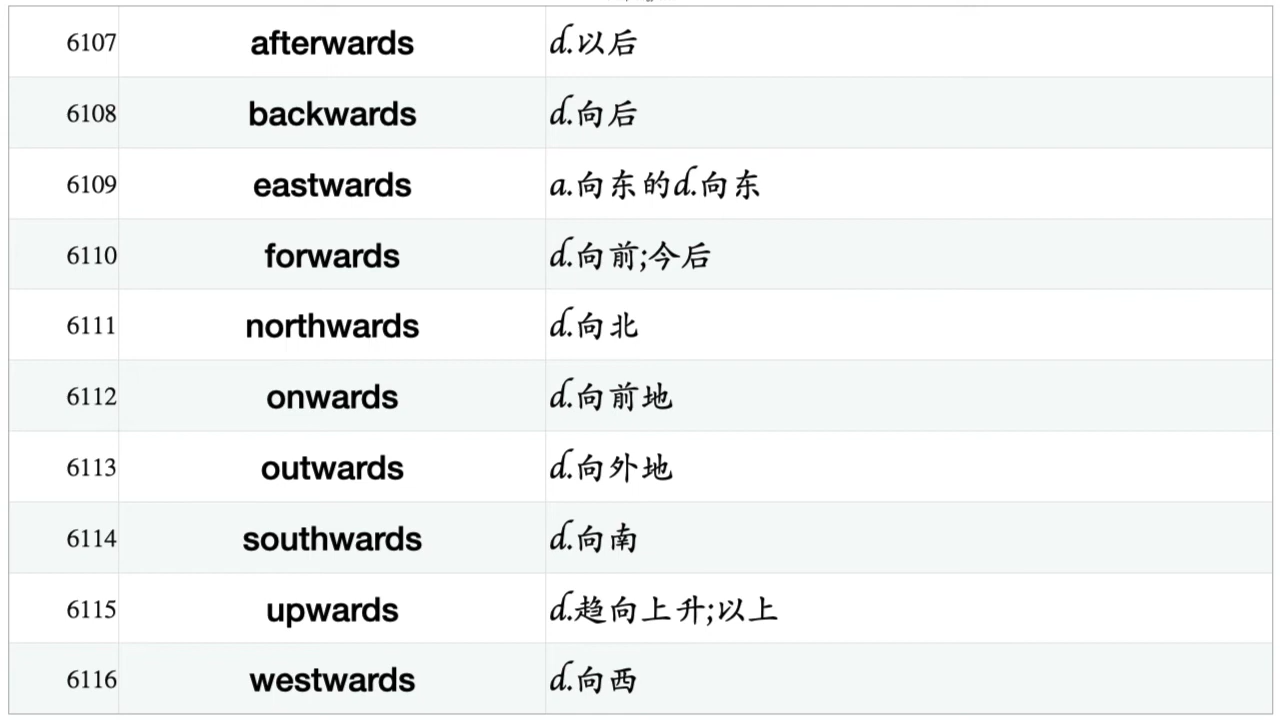 6107 afterwards d.以后
6108 backwards d.向后
6109 eastwards a.向东的d.向东
6110 forwards d.向前;今后
6111 northwards d.向北
6112 onwards d.向前地
6113 outwards d.向外地
6114 southwards d.向南
6115 upwards d.趋向上升;以上
6116 westwards d.向西